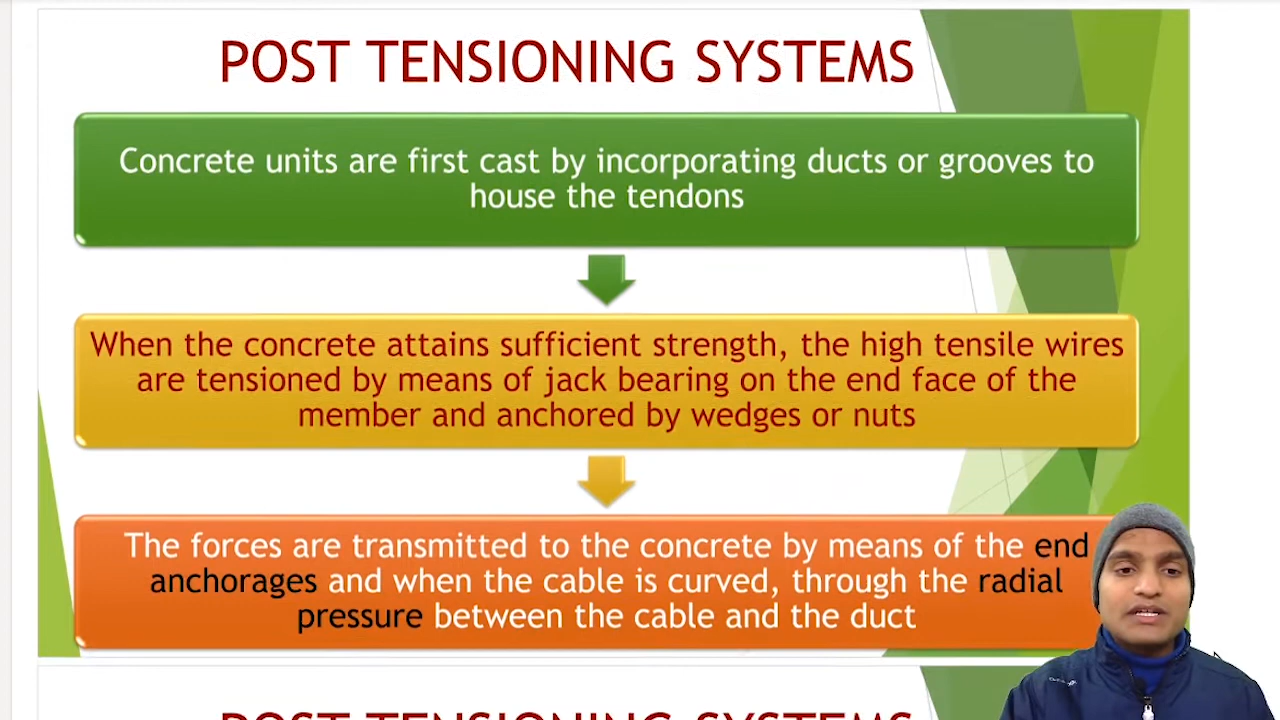 POST TENSIONING SYSTEMS
Concrete units are first cast by incorporating ducts or grooves to
house the tendons
When the concrete attains sufficient strength, the high tensile wires
are tensioned by means of jack bearing on the end face of the
member and anchored by wedges or nuts
The forces are transmitted to the concrete by means of the end
anchorages and when the cable is curved, through the radial
pressure between the cable and the duct
POST TENSIONING SYSTEMS